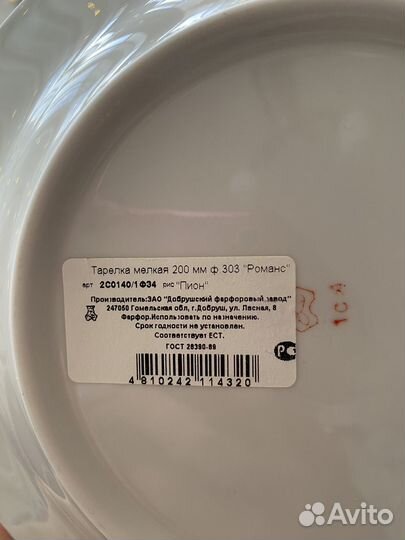 Тарелка мелкая 200 мм ф 303 "Романс"
арт 2С0140/1Ф34 рис "Пион"
Производитель:ЗАО "Добрушский фарфоровый завод"
247050 Гомельская обл, г.Добруш, ул. Лесная, 8
Фарфор.Использовать по назначению.
Срок годности не установлен.
Соответствует ЕСТ.
ГОСТ 28390-89
4 810242 114320
1С4
Avito